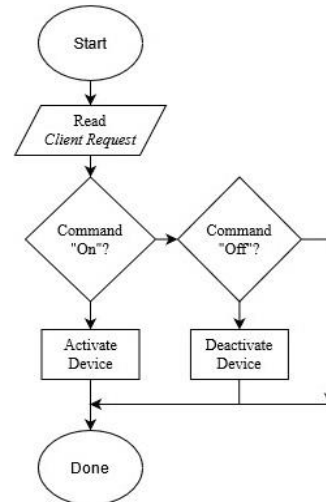 Start
Read
Client Request
Command
"On"?
Command
"Off"?
Activate
Device
Deactivate
Device
Done